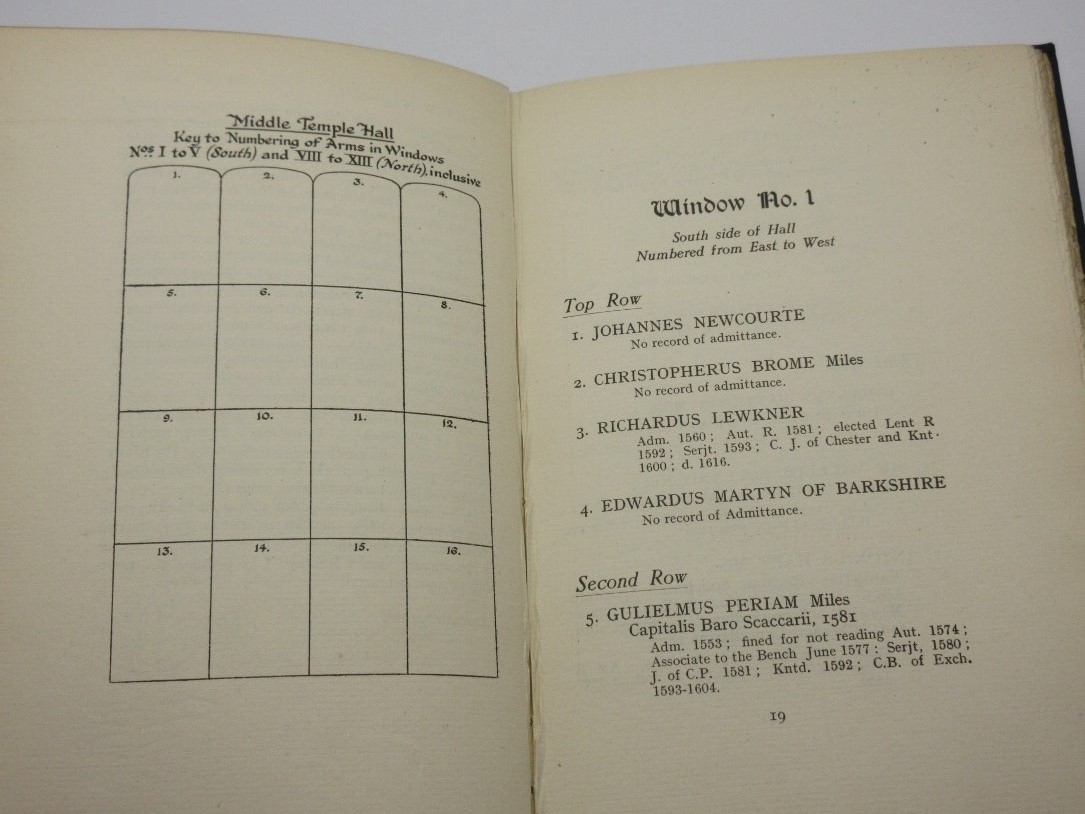 Middle Temple Hall
Key to Numbering of Arms in Windows
Nos. I to V (South) and VIII to XIII (North), inclusive
1. 2. 3. 4.
5. 6. 7. 8.
9. 10. 11. 12.
13. 14. 15. 16.
Window No. 1
South side of Hall
Numbered from East to West
Top Row
1. JOHANNES NEWCOURTE
No record of admittance.
2. CHRISTOPHERUS BROME Miles
No record of admittance.
3. RICHARDUS LEWKNER
Adm. 1560; Aut. R. 1581; elected Lent R
1592; Serjt. 1593; C. J. of Chester and Knt.
1600; d. 1616.
4. EDWARDUS MARTYN OF BARKSHIRE
No record of Admittance.
Second Row
5. GULIELMUS PERIAM Miles
Capitalis Baro Scaccarii, 1581
Adm. 1553; fined for not reading Aut. 1574;
Associate to the Bench June 1577: Serjt, 1580;
J. of C.P. 1581; Kntd. 1592; C.B. of Exch.
1593-1604.
19